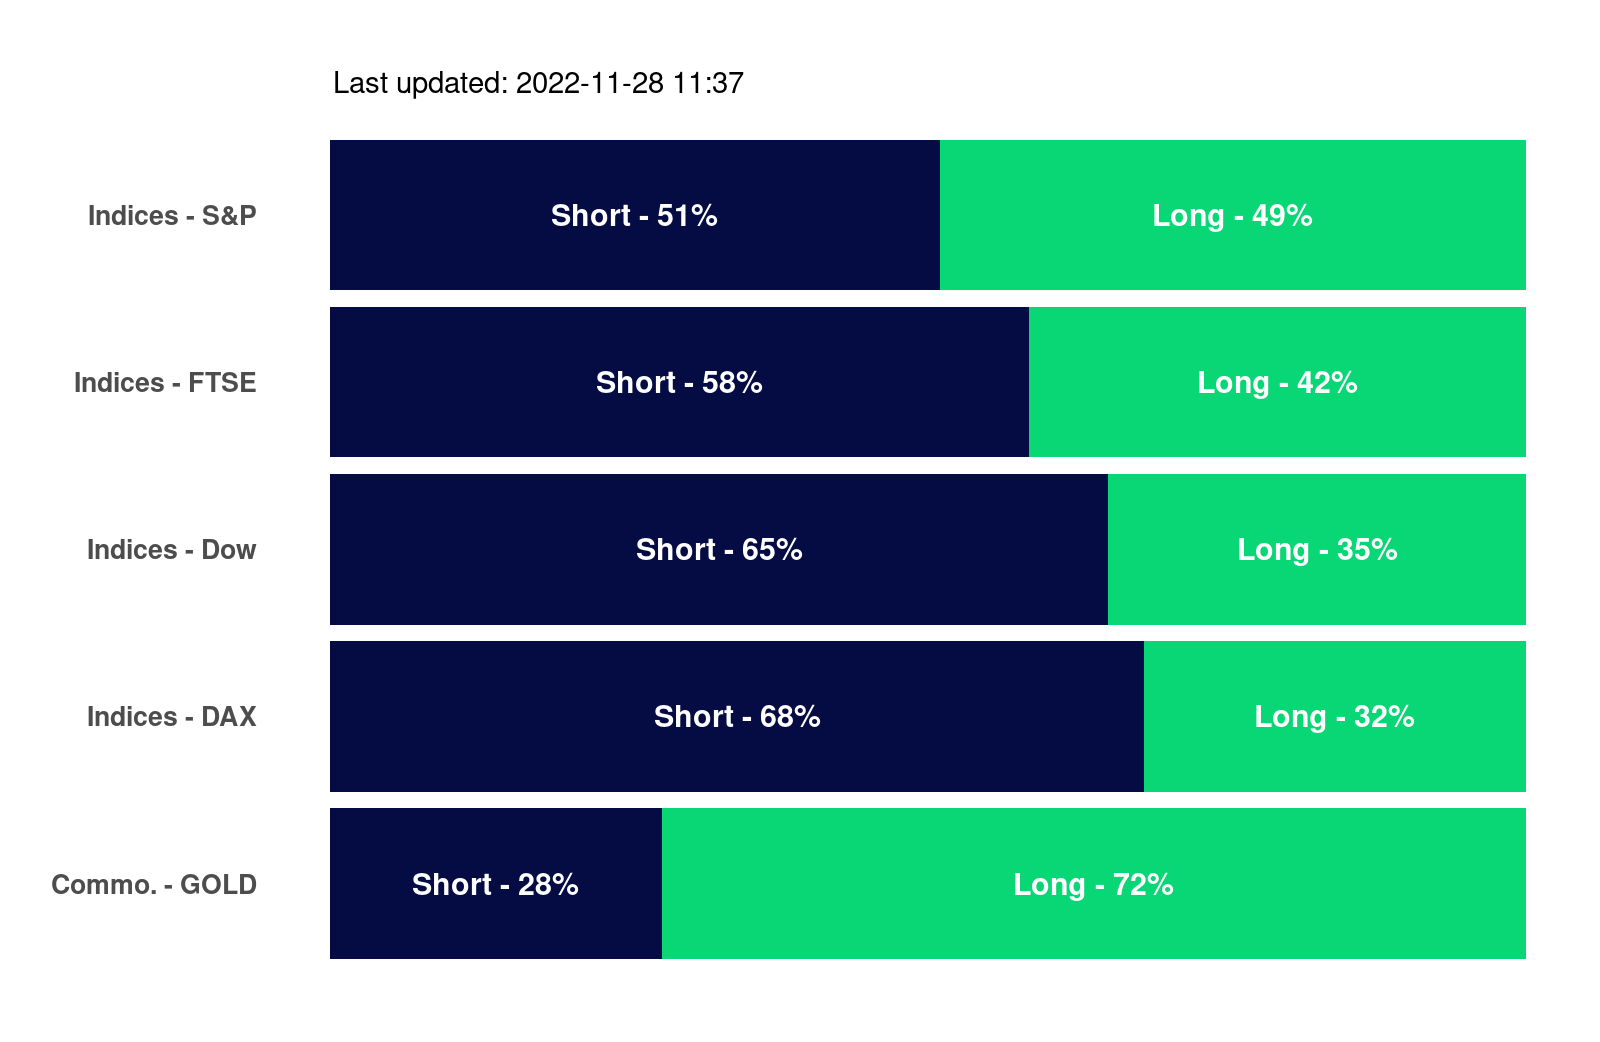 Last updated: 2022-11-28 11:37
Indices - S&P
Short - 51%
Long - 49%
Indices - FTSE
Short - 58%
Long - 42%
Indices - Dow
Short - 65%
Long - 35%
Indices - DAX
Short - 68%
Long - 32%
Commo. - GOLD
Short - 28%
Long - 72%